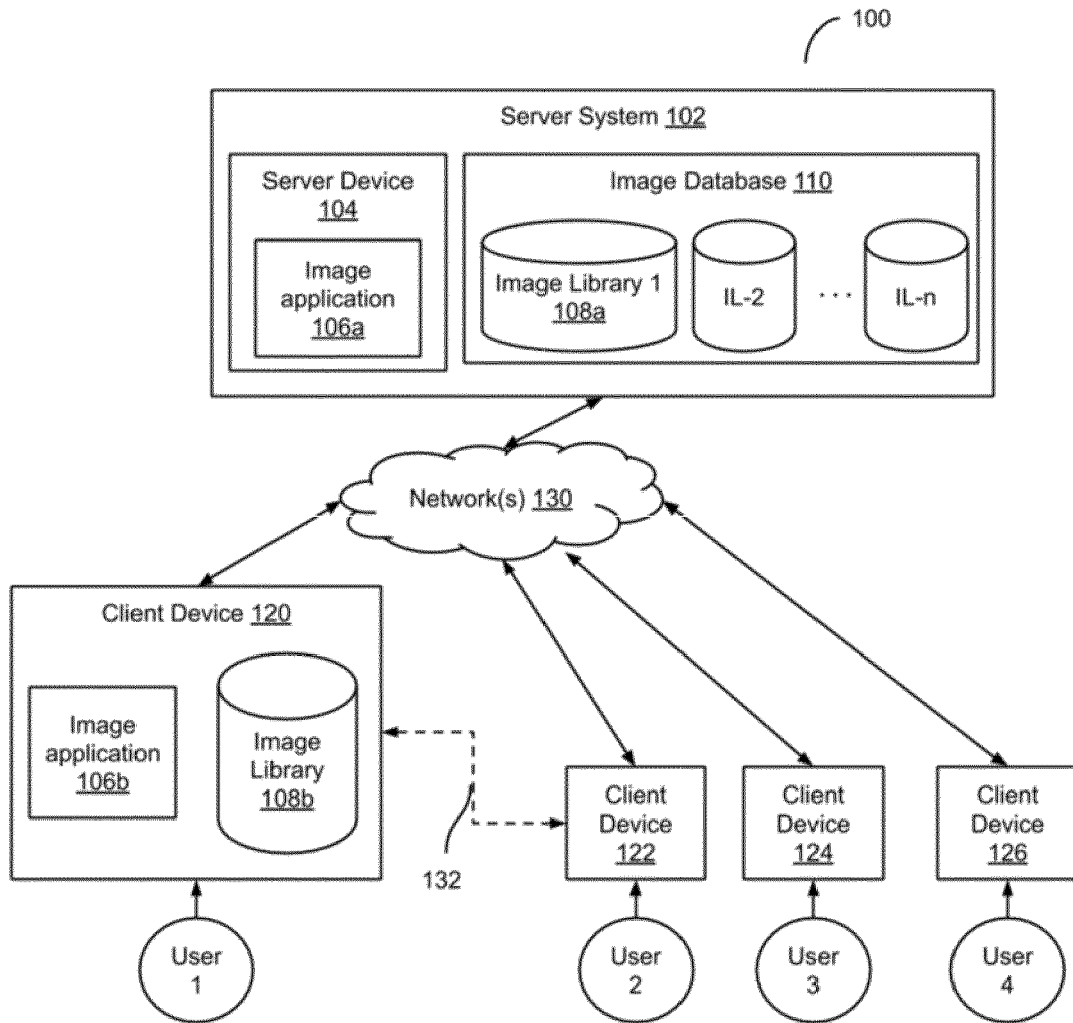 100
Server System 102
Server Device
104
Image
application
106a
Image Database 110
Image Library 1
108a
IL-2
. . .
IL-n
Network(s) 130
Client Device 120
Image
application
106b
Image
Library
108b
132
Client
Device
122
Client
Device
124
Client
Device
126
User
1
User
2
User
3
User
4